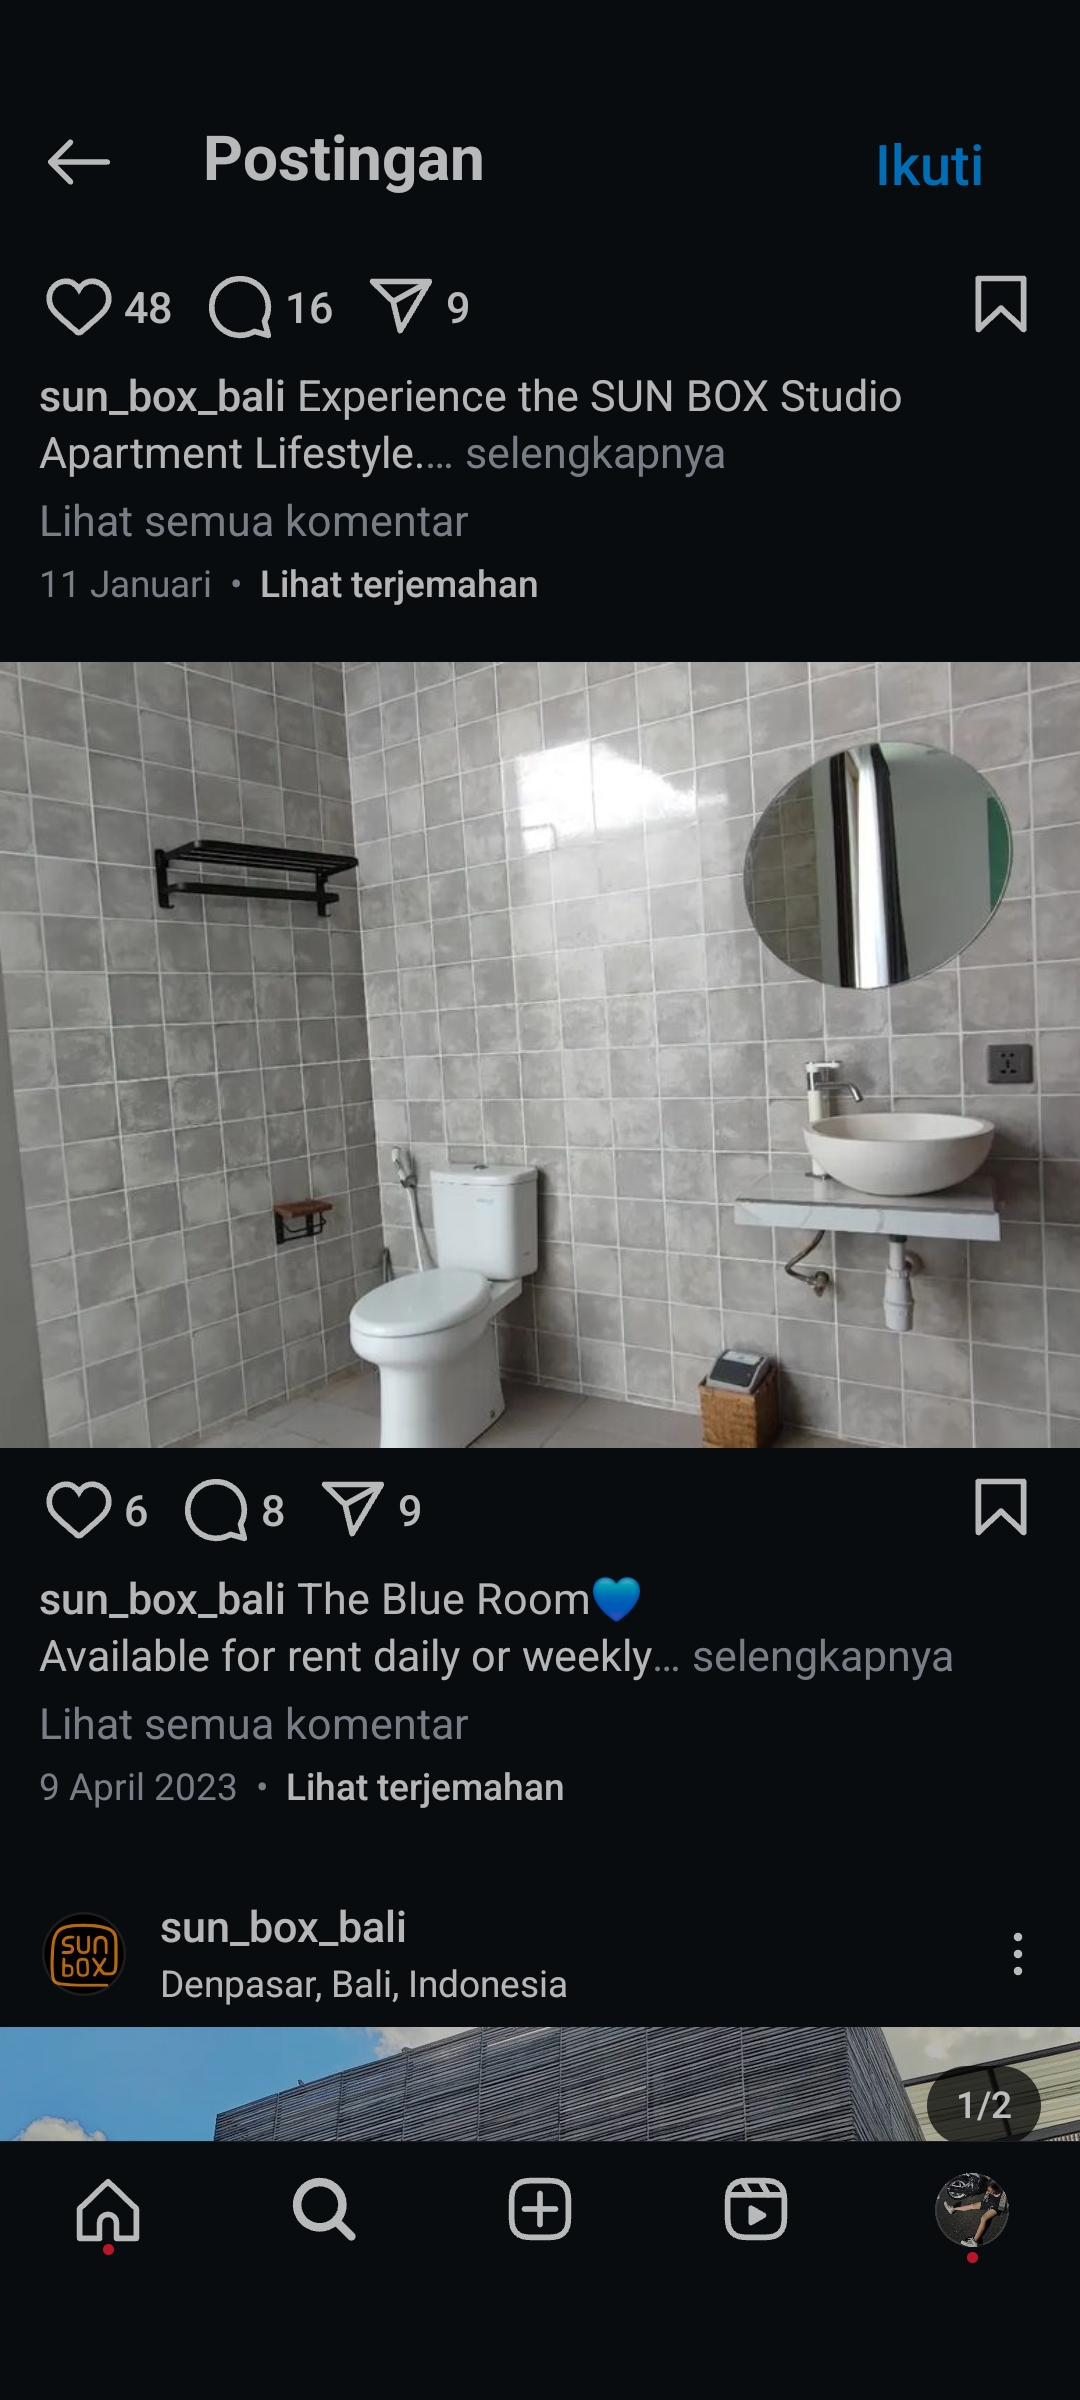 Postingan
Ikuti
48 16 9
sun_box_bali Experience the SUN BOX Studio
Apartment Lifestyle.... selengkapnya
Lihat semua komentar
11 Januari • Lihat terjemahan
6 8 9
sun_box_bali The Blue Room💙
Available for rent daily or weekly... selengkapnya
Lihat semua komentar
9 April 2023 • Lihat terjemahan
sun box
sun_box_bali
Denpasar, Bali, Indonesia
1/2